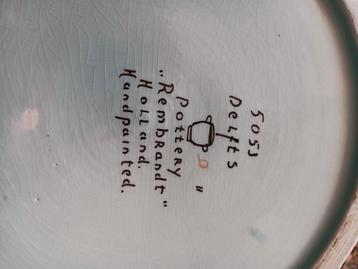 5053
Delfts
"
Pottery
"Rembrandt"
Holland.
Handpainted.